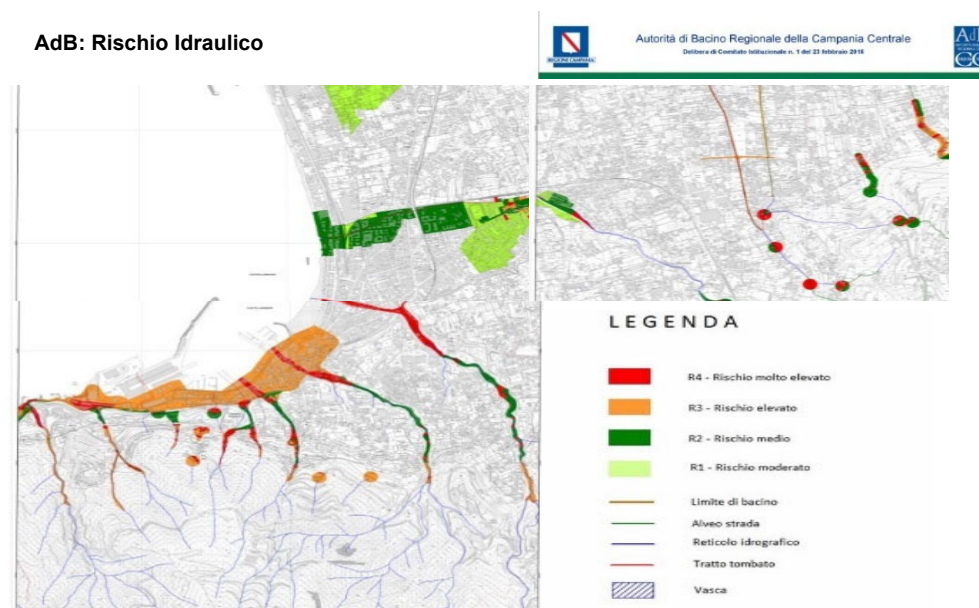 AdB: Rischio Idraulico
Autorità di Bacino Regionale della Campania Centrale
Delibera di Comitato Istituzionale n. 1 del 23 febbraio 2015
REGIONE CAMPANIA
LEGENDA
R4 - Rischio molto elevato
R3 - Rischio elevato
R2 - Rischio medio
R1 - Rischio moderato
Limite di bacino
Alveo strada
Reticolo idrografico
Tratto tombato
Vasca